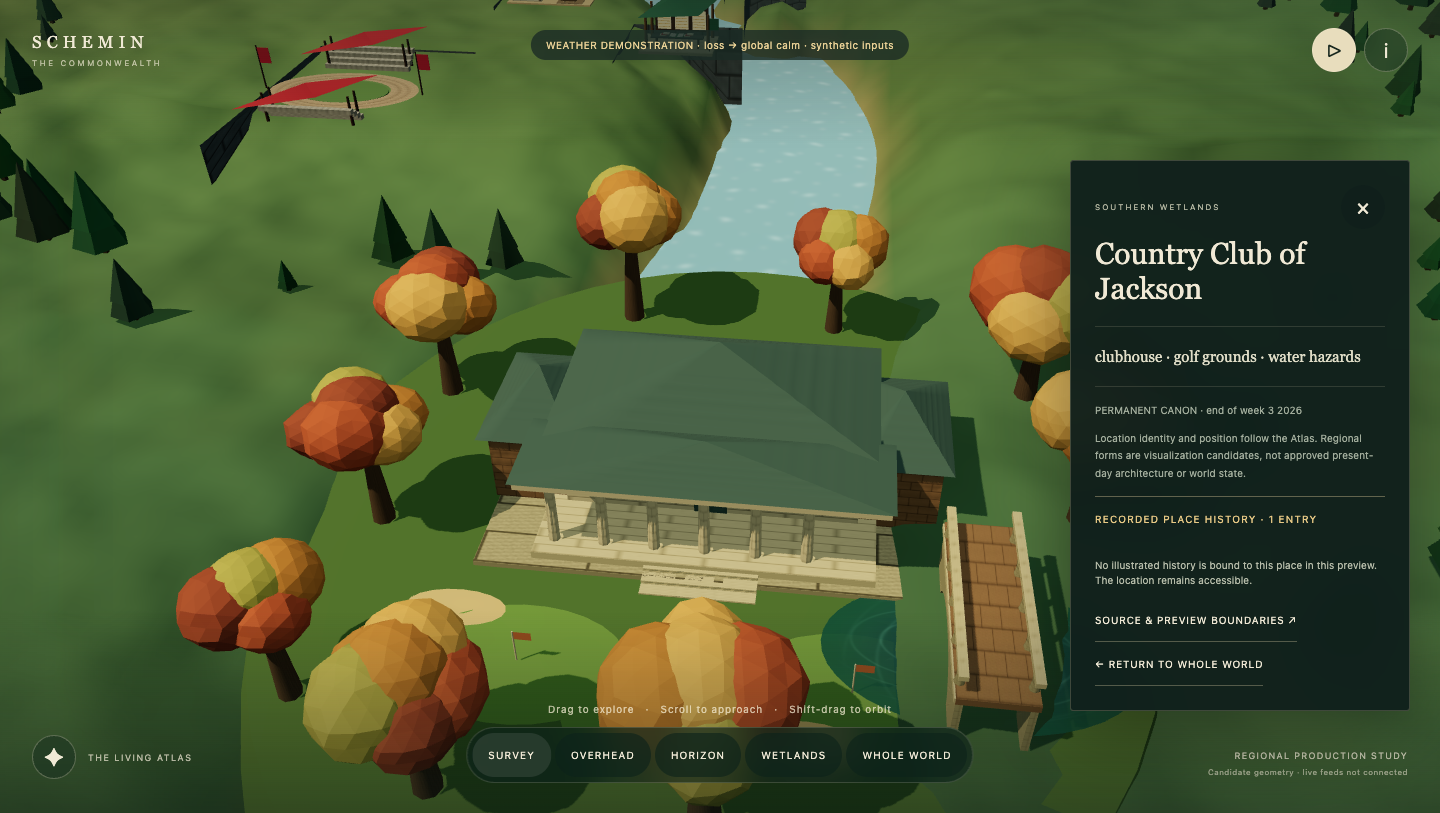 SCHEMIN
THE COMMONWEALTH
WEATHER DEMONSTRATION · loss → global calm · synthetic inputs
i
SOUTHERN WETLANDS
×
Country Club of
Jackson
clubhouse · golf grounds · water hazards
PERMANENT CANON · end of week 3 2026
Location identity and position follow the Atlas. Regional
forms are visualization candidates, not approved present-
day architecture or world state.
RECORDED PLACE HISTORY · 1 ENTRY
No illustrated history is bound to this place in this preview.
The location remains accessible.
SOURCE & PREVIEW BOUNDARIES ↗
← RETURN TO WHOLE WORLD
Drag to explore · Scroll to approach · Shift-drag to orbit
THE LIVING ATLAS
SURVEY OVERHEAD HORIZON WETLANDS WHOLE WORLD
REGIONAL PRODUCTION STUDY
Candidate geometry · live feeds not connected